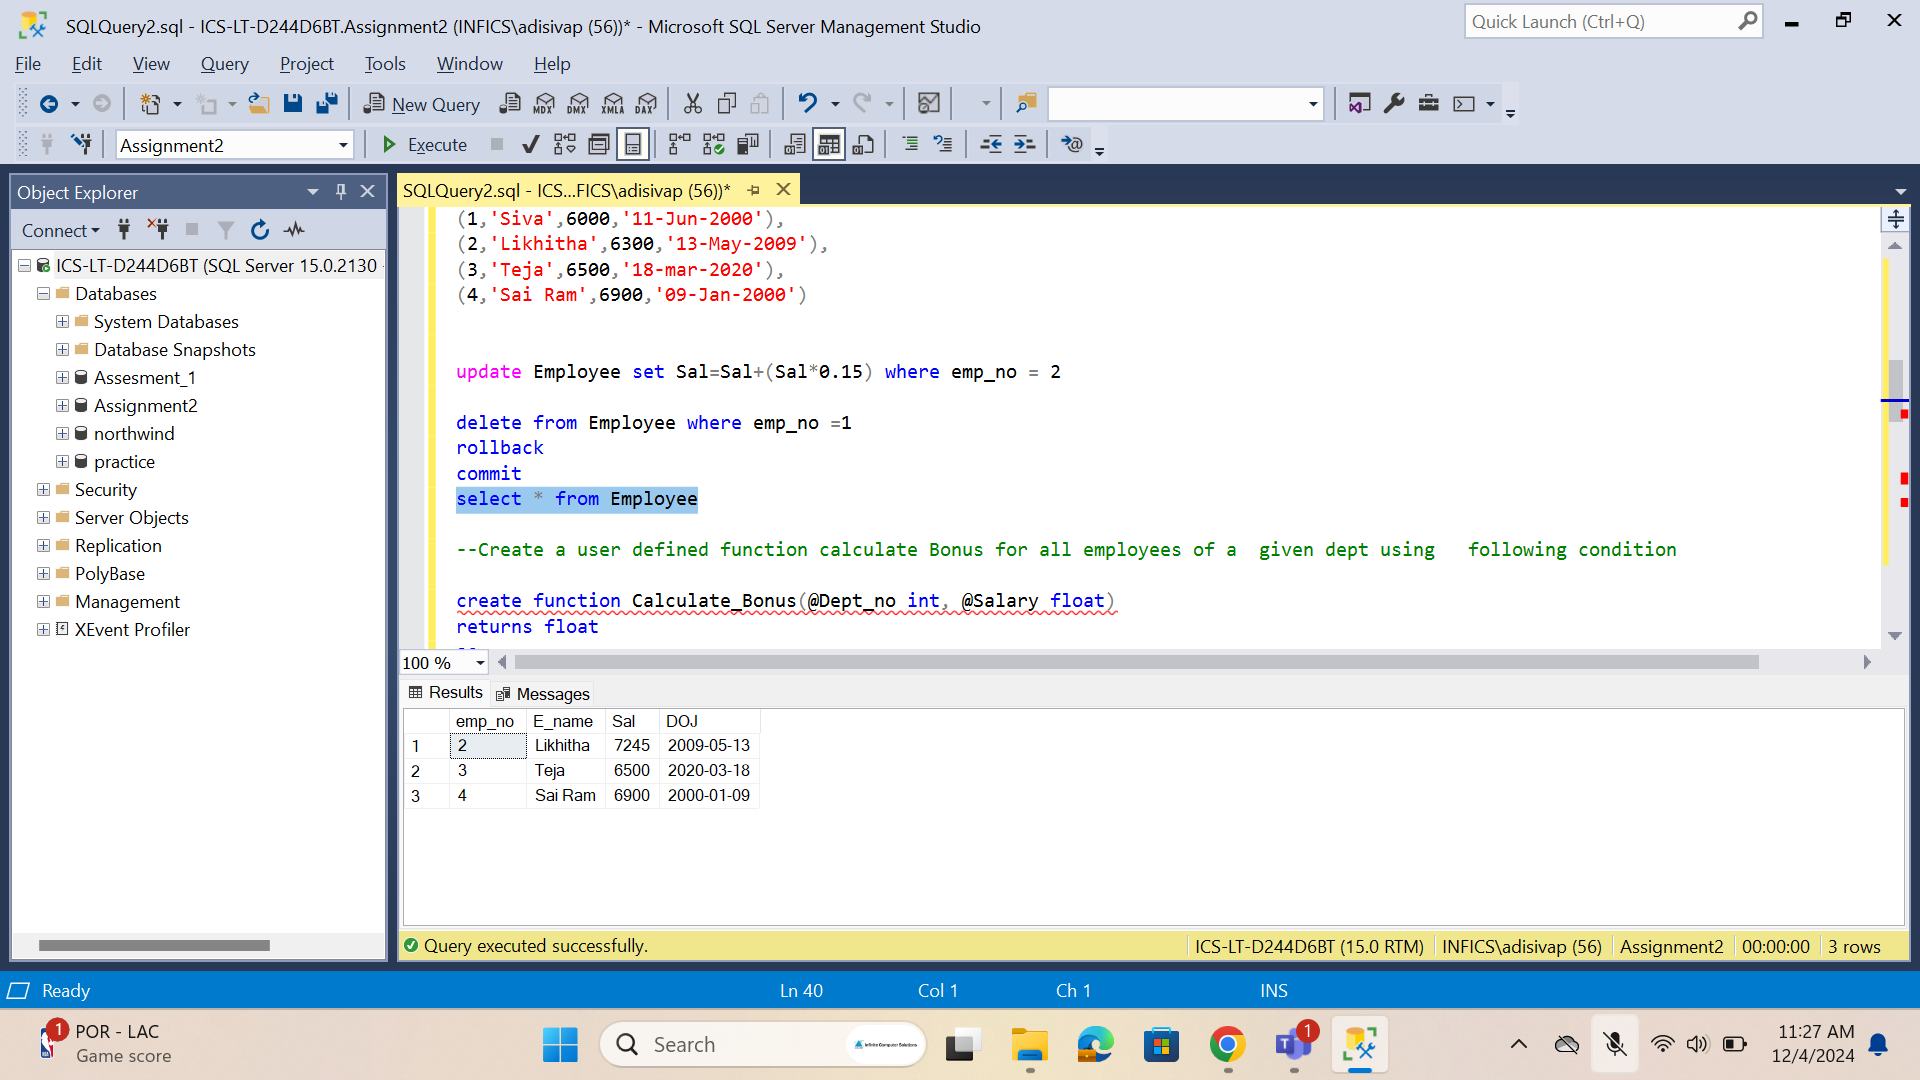 SQLQuery2.sql - ICS-LT-D244D6BT.Assignment2 (INFICS\adisivap (56))* - Microsoft SQL Server Management Studio
Quick Launch (Ctrl+Q)
File Edit View Query Project Tools Window Help
New Query MDX DMX XMLA DAX
Assignment2 Execute
Object Explorer
Connect
ICS-LT-D244D6BT (SQL Server 15.0.2130 -
Databases
System Databases
Database Snapshots
Assesment_1
Assignment2
northwind
practice
Security
Server Objects
Replication
PolyBase
Management
XEvent Profiler
SQLQuery2.sql - ICS...FICS\adisivap (56))*
(1,'Siva',6000,'11-Jun-2000'),
(2,'Likhitha',6300,'13-May-2009'),
(3,'Teja',6500,'18-mar-2020'),
(4,'Sai Ram',6900,'09-Jan-2000')
update Employee set Sal=Sal+(Sal*0.15) where emp_no = 2
delete from Employee where emp_no =1
rollback
commit
select * from Employee
--Create a user defined function calculate Bonus for all employees of a  given dept using   following condition
create function Calculate_Bonus(@Dept_no int, @Salary float)
returns float
100 %
Results Messages
emp_no E_name Sal DOJ
1 2 Likhitha 7245 2009-05-13
2 3 Teja 6500 2020-03-18
3 4 Sai Ram 6900 2000-01-09
Query executed successfully. ICS-LT-D244D6BT (15.0 RTM) INFICS\adisivap (56) Assignment2 00:00:00 3 rows
Ready Ln 40 Col 1 Ch 1 INS
1 POR - LAC
Game score
Search Infinite Computer Solutions
1
11:27 AM
12/4/2024